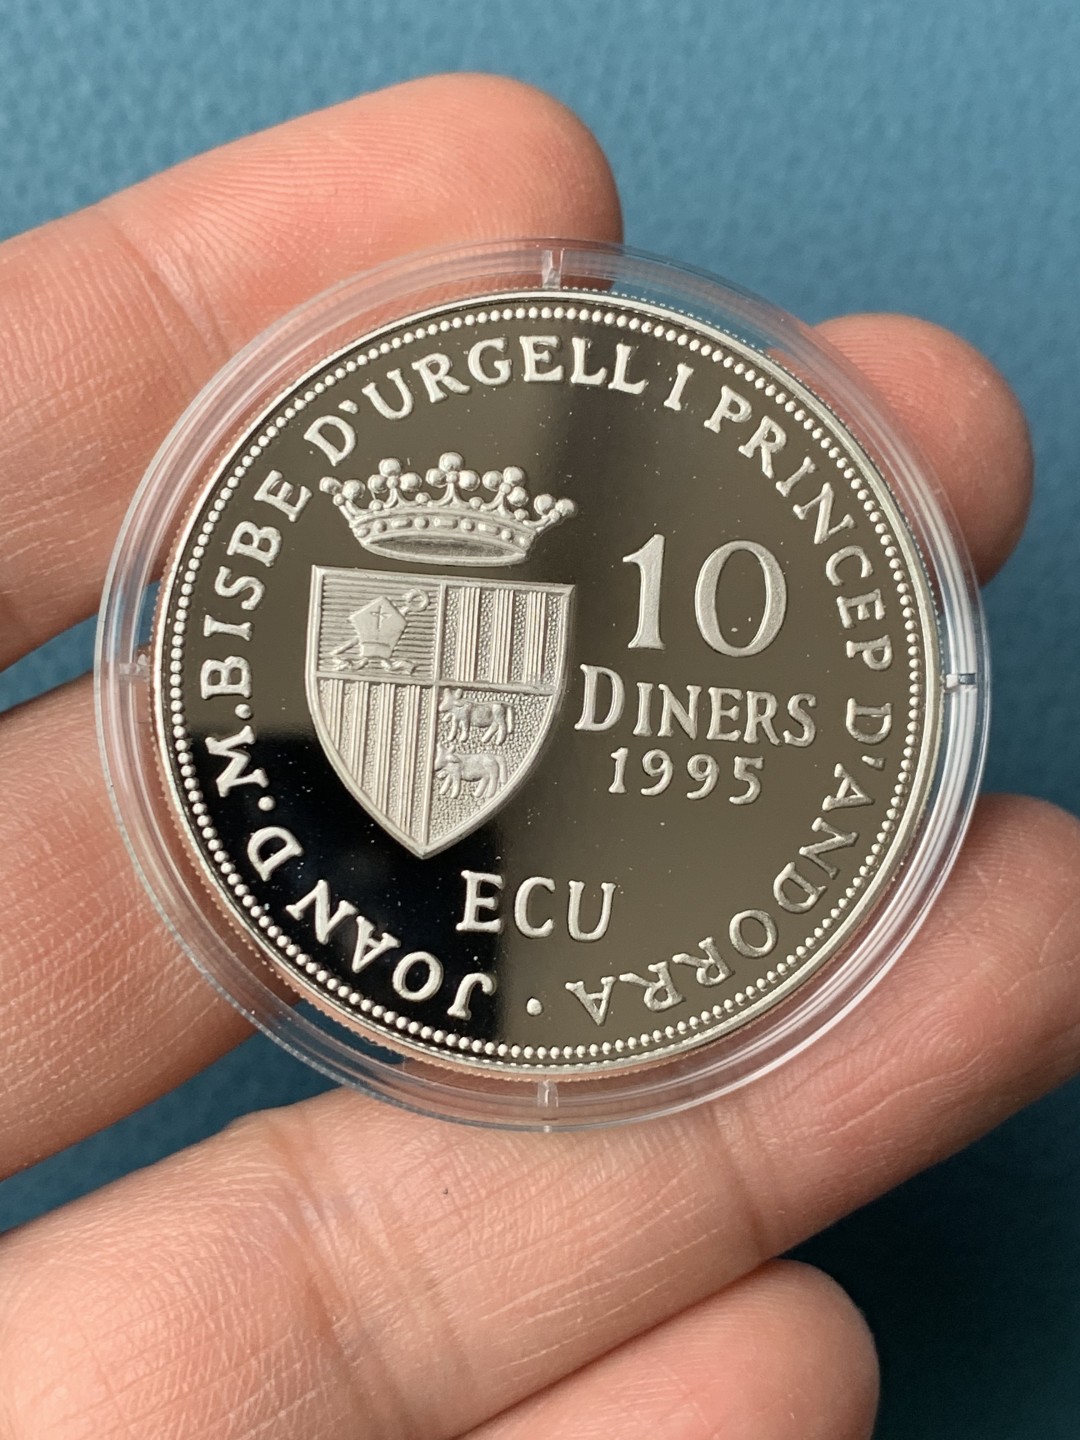 JOAN D.M.BISBE D'URGELL I PRINCEP D'ANDORRA •
10
DINERS
1995
ECU